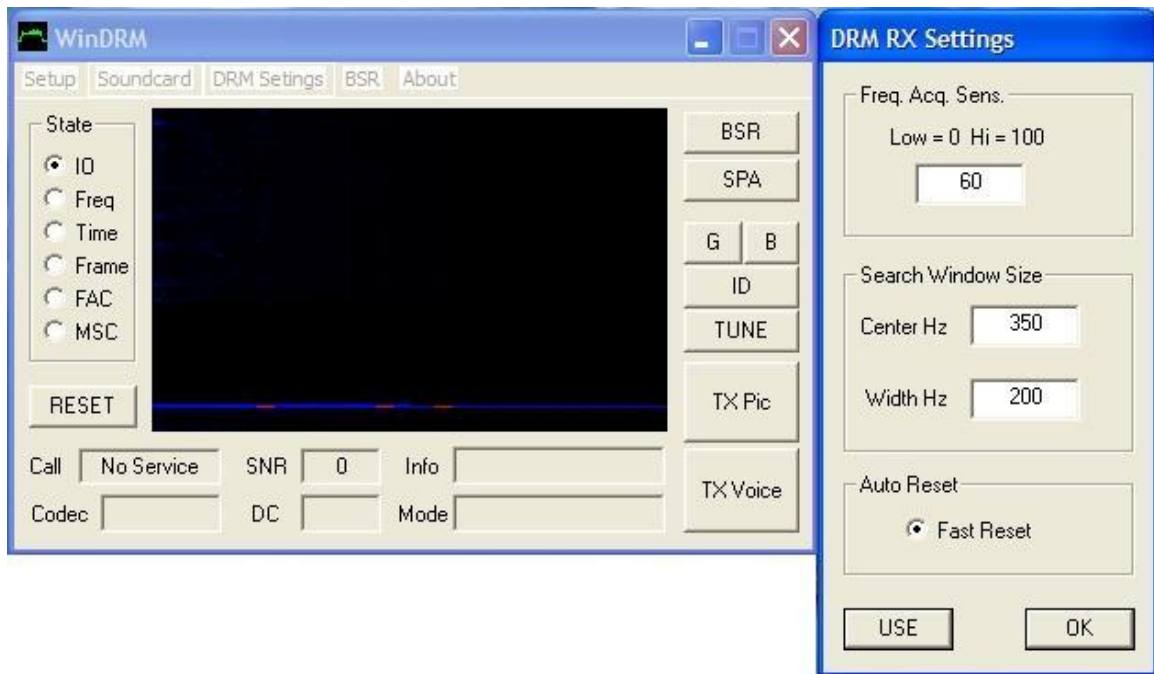 WinDRM
Setup Soundcard DRM Setings BSR About
State
IO
Freq
Time
Frame
FAC
MSC
RESET
BSR
SPA
G B
ID
TUNE
TX Pic
TX Voice
Call No Service SNR 0 Info
Codec DC Mode
DRM RX Settings
Freq. Acq. Sens.
Low = 0 Hi = 100
60
Search Window Size
Center Hz 350
Width Hz 200
Auto Reset
Fast Reset
USE OK